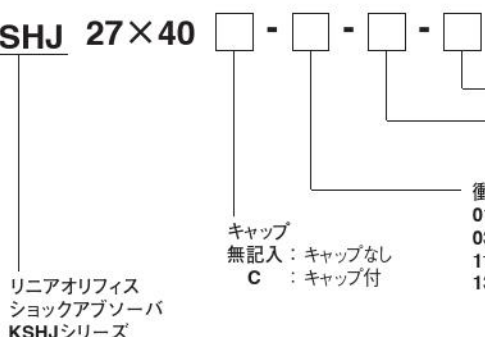 SHJ 27×40 □ - □ - □ - □
キャップ
無記入：キャップなし
C ：キャップ付
リニアオリフィス
ショックアブソーバ
KSHJシリーズ